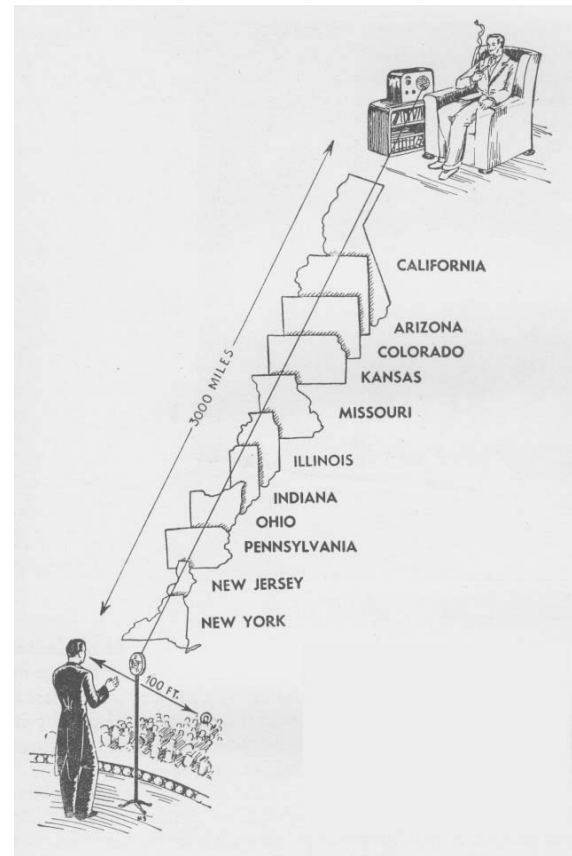 CALIFORNIA
ARIZONA
COLORADO
KANSAS
3000 MILES
MISSOURI
ILLINOIS
INDIANA
OHIO
PENNSYLVANIA
NEW JERSEY
NEW YORK
100 FT.